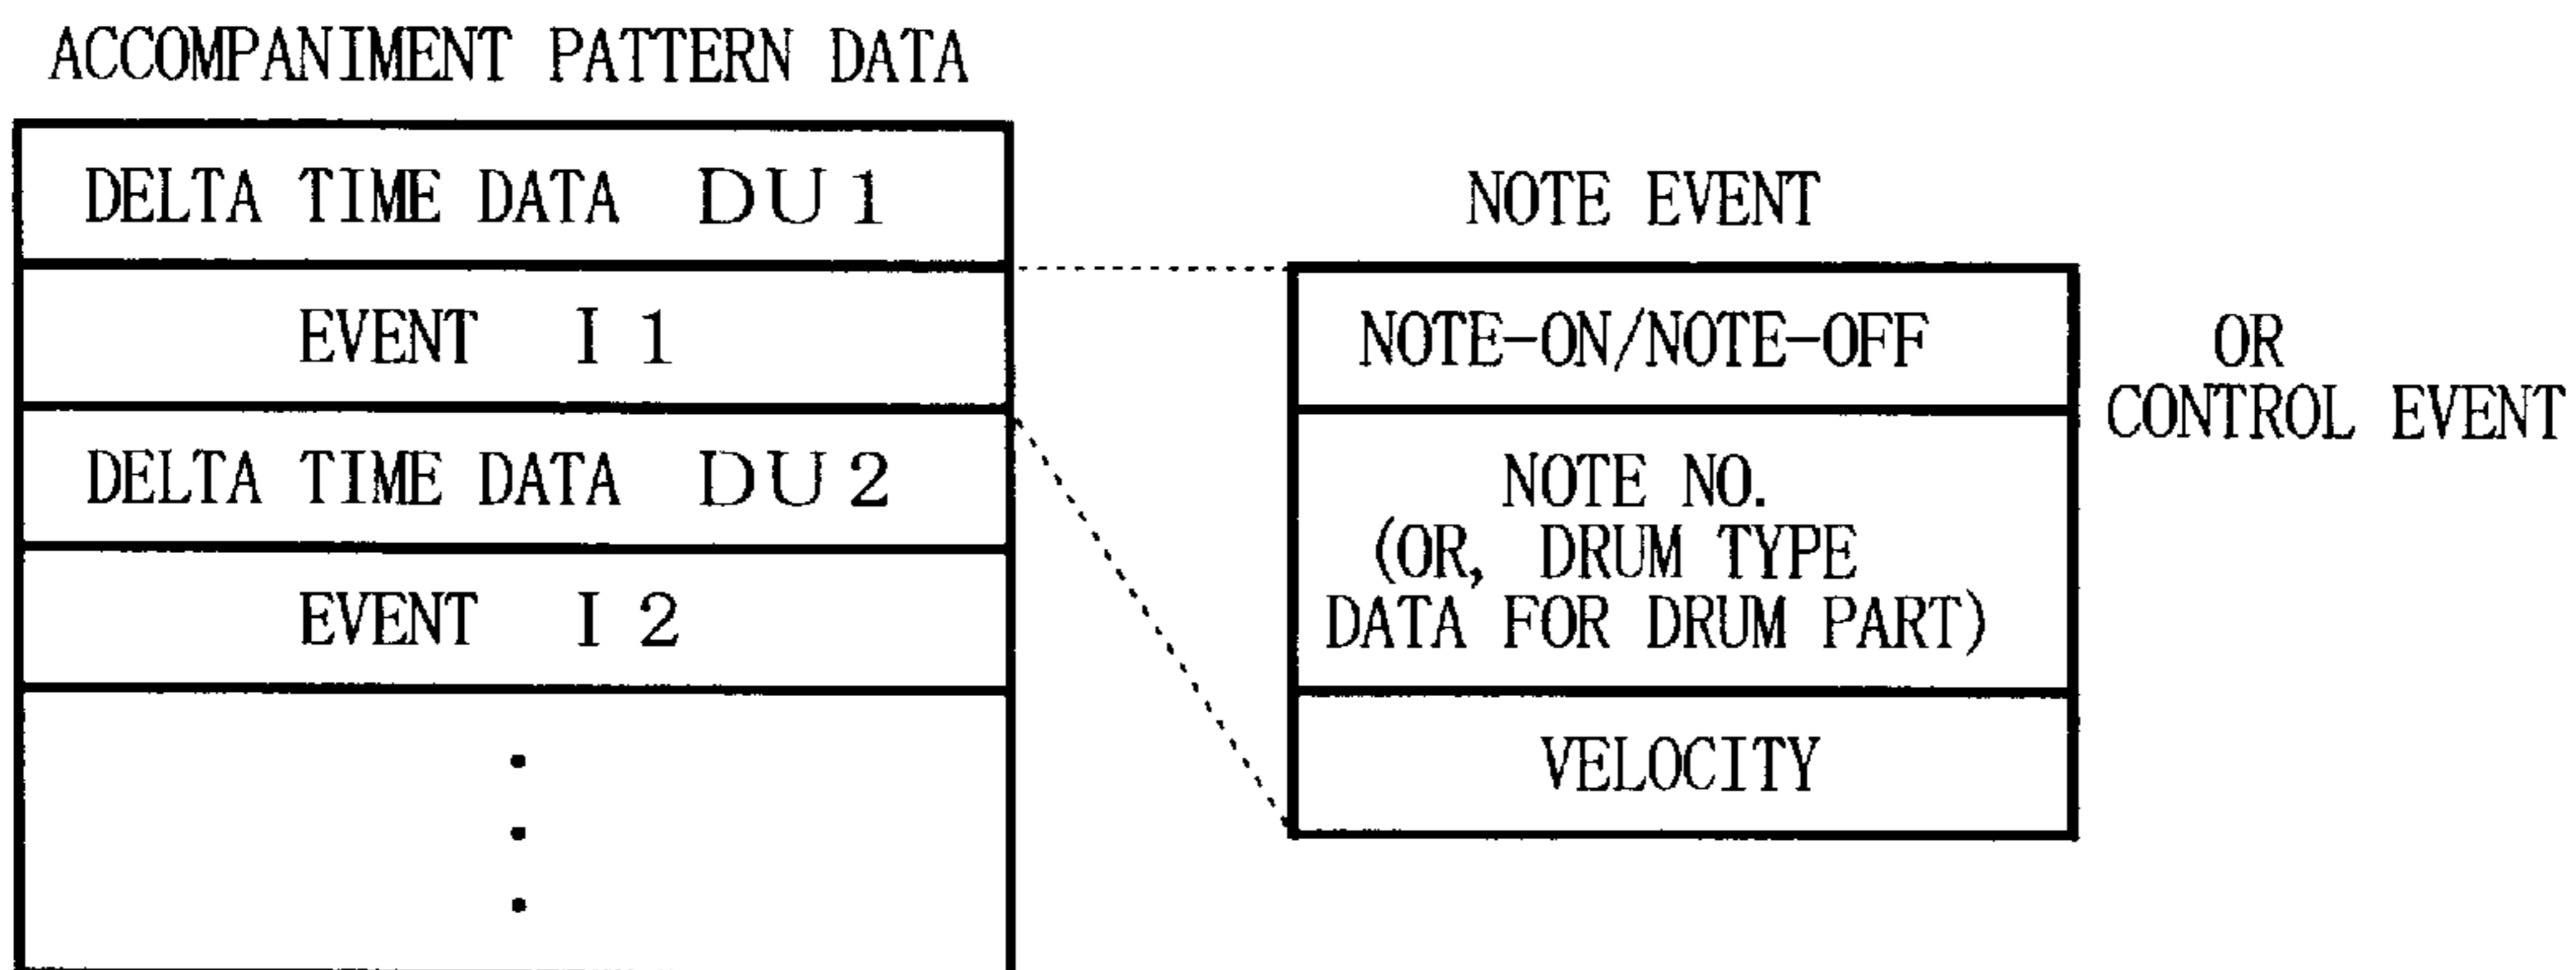 ACCOMPANIMENT PATTERN DATA
DELTA TIME DATA DU1
EVENT I1
DELTA TIME DATA DU2
EVENT I2
NOTE EVENT
NOTE-ON/NOTE-OFF
NOTE NO.
(OR, DRUM TYPE
DATA FOR DRUM PART)
VELOCITY
OR
CONTROL EVENT